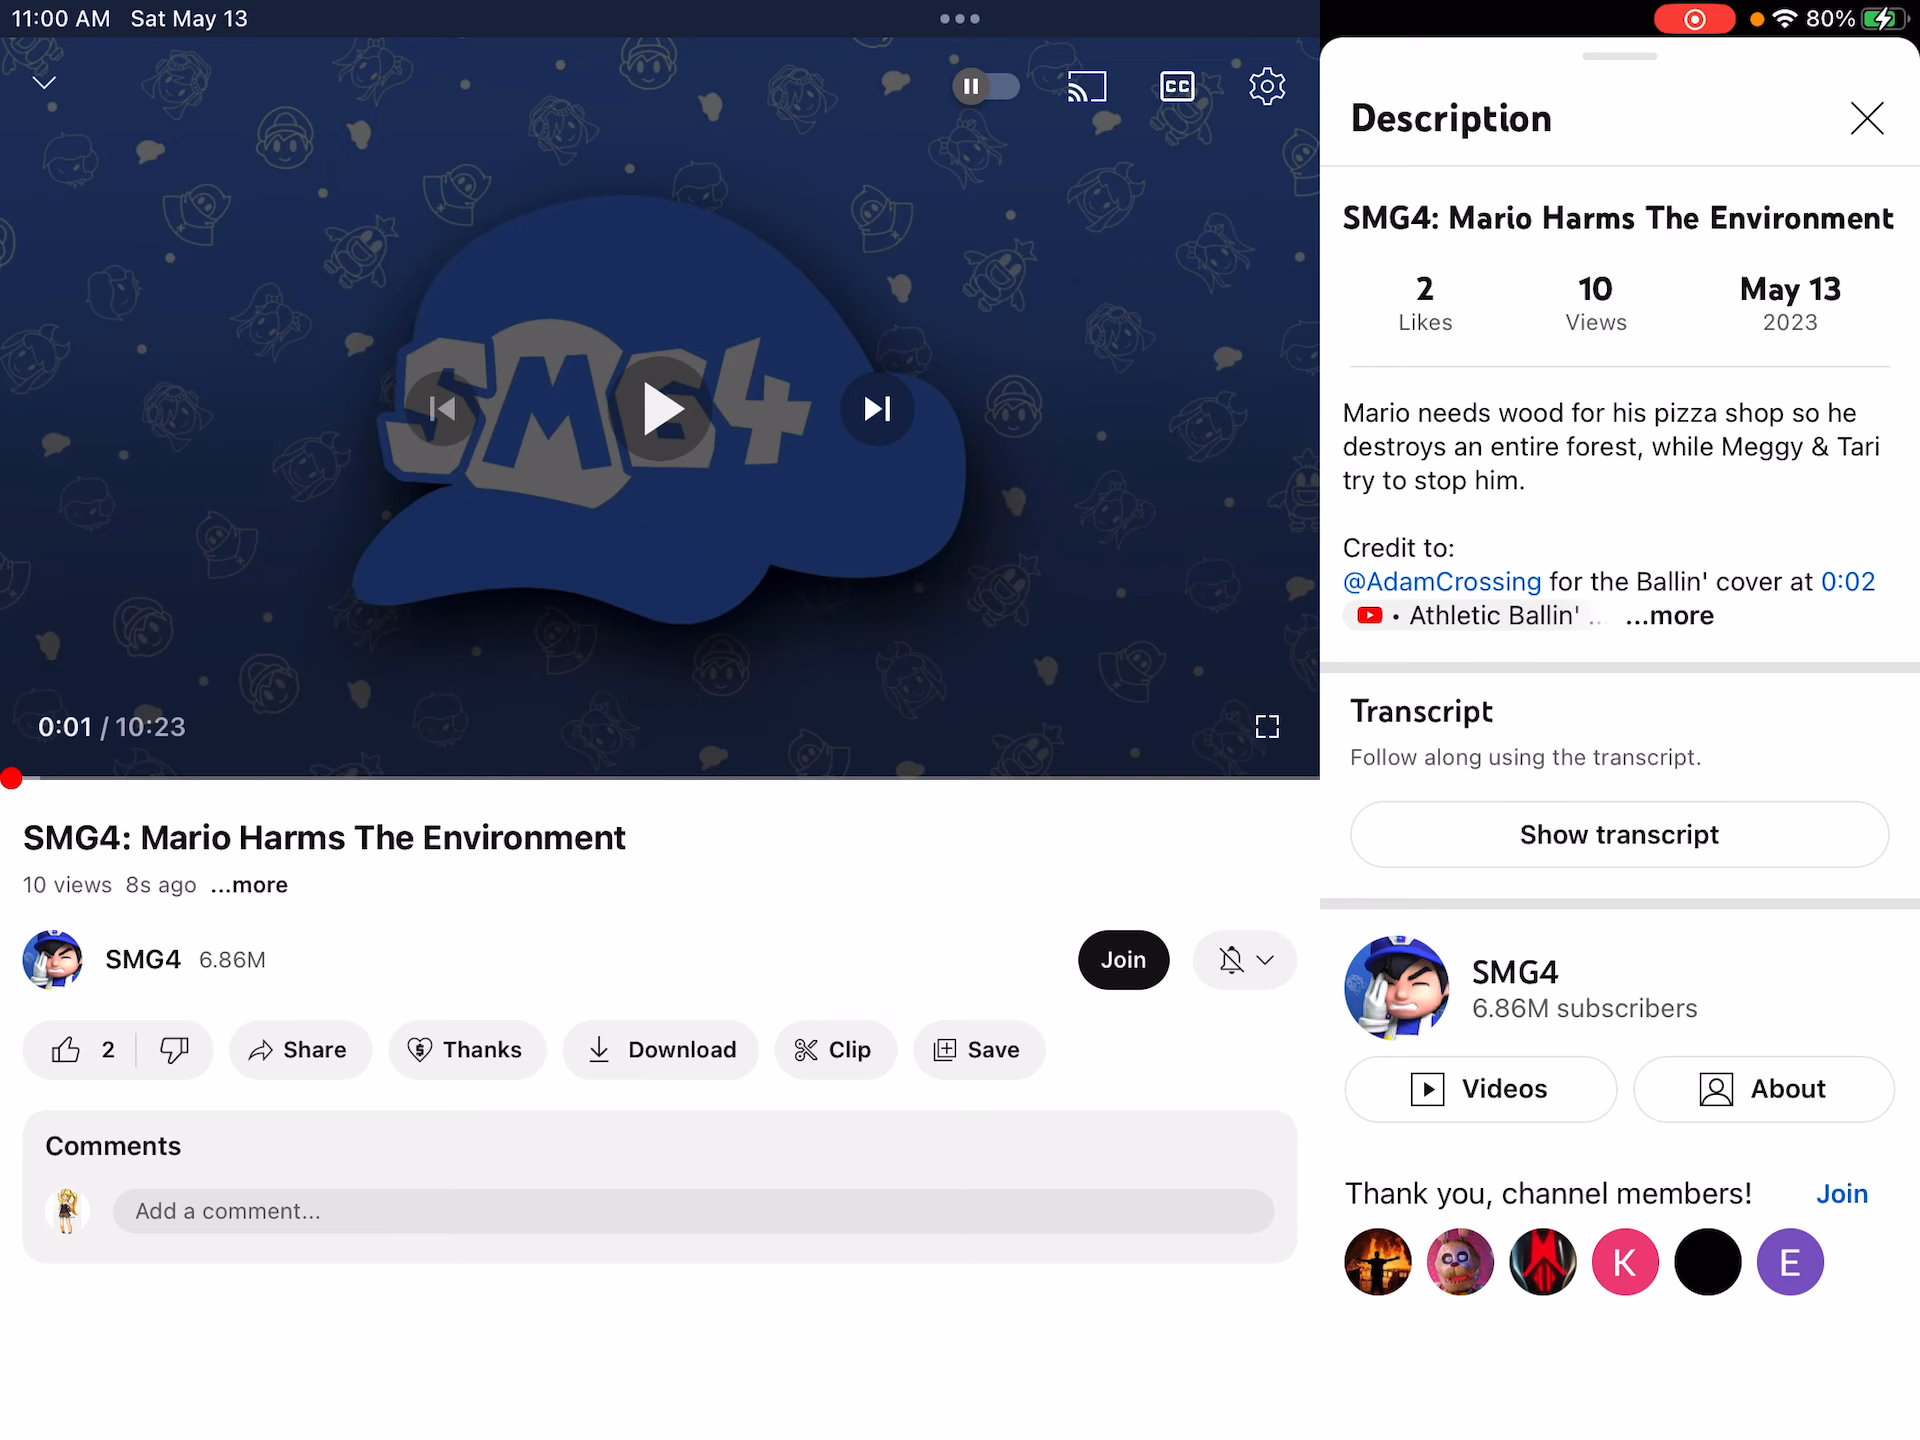 11:00 AM Sat May 13
80%
CC
SMG4
0:01 / 10:23
SMG4: Mario Harms The Environment
10 views 8s ago ...more
SMG4 6.86M
Join
2
Share
Thanks
Download
Clip
Save
Comments
Add a comment...
Description
SMG4: Mario Harms The Environment
2 10 May 13
Likes Views 2023
Mario needs wood for his pizza shop so he
destroys an entire forest, while Meggy & Tari
try to stop him.
Credit to:
@AdamCrossing for the Ballin' cover at 0:02
• Athletic Ballin' ... ...more
Transcript
Follow along using the transcript.
Show transcript
SMG4
6.86M subscribers
Videos
About
Thank you, channel members! Join
K
E